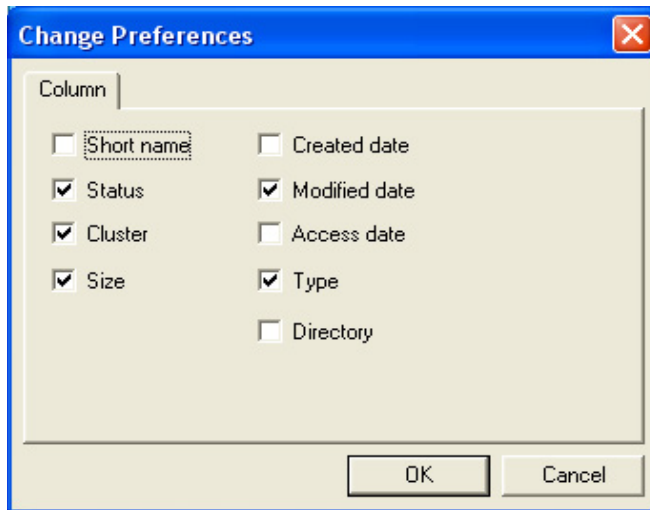 Change Preferences
Column
Short name
Created date
Status
Modified date
Cluster
Access date
Size
Type
Directory
OK
Cancel